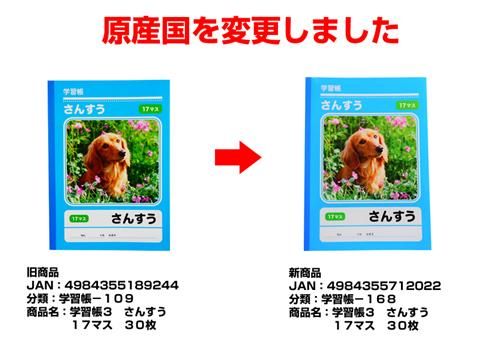 原産国を変更しました
学習帳
さんすう
17マス
17マス
さんすう
学習帳
さんすう
17マス
17マス
さんすう
旧商品
JAN：4984355189244
分類：学習帳－１０９
商品名：学習帳３　さんすう
１７マス　３０枚
新商品
JAN：4984355712022
分類：学習帳－１６８
商品名：学習帳３　さんすう
１７マス　３０枚